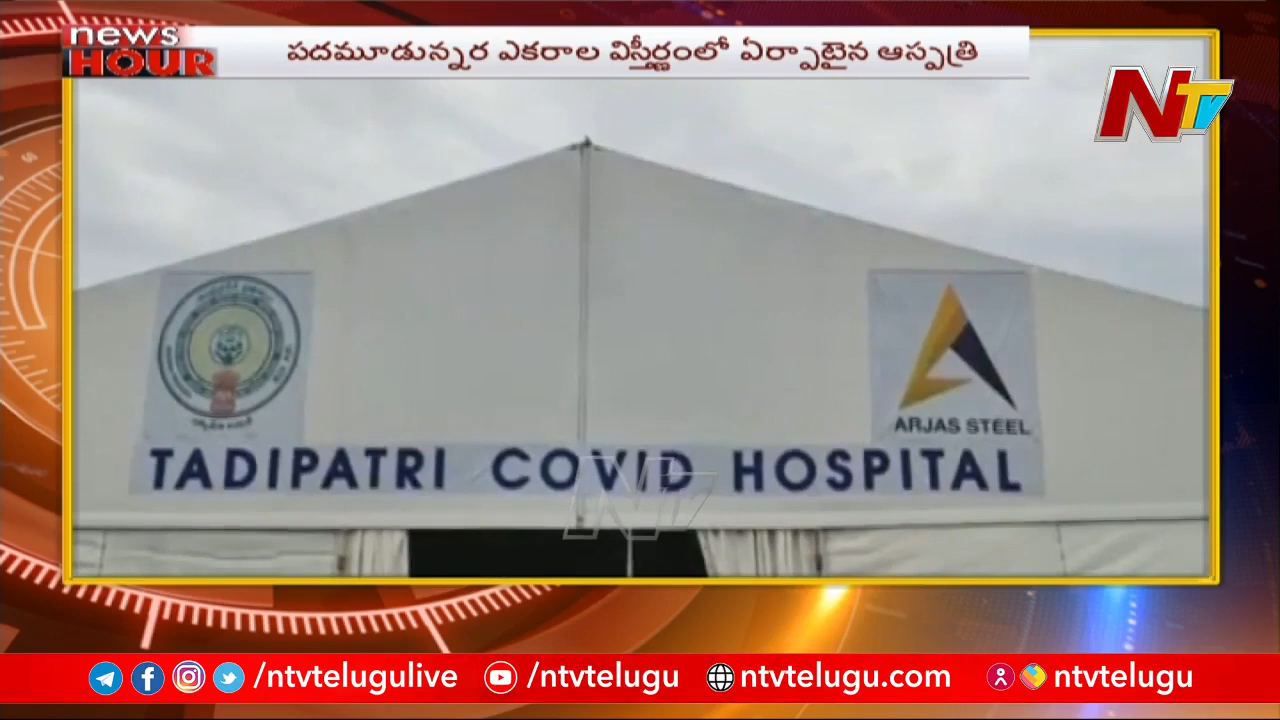 news
HOUR
పదమూడున్నర ఎకరాల విస్తీర్ణంలో ఏర్పాటైన ఆస్పత్రి
NTV
ARJAS STEEL
TADIPATRI COVID HOSPITAL
NTV
/ntvtelugulive /ntvtelugu ntvtelugu.com ntvtelugu